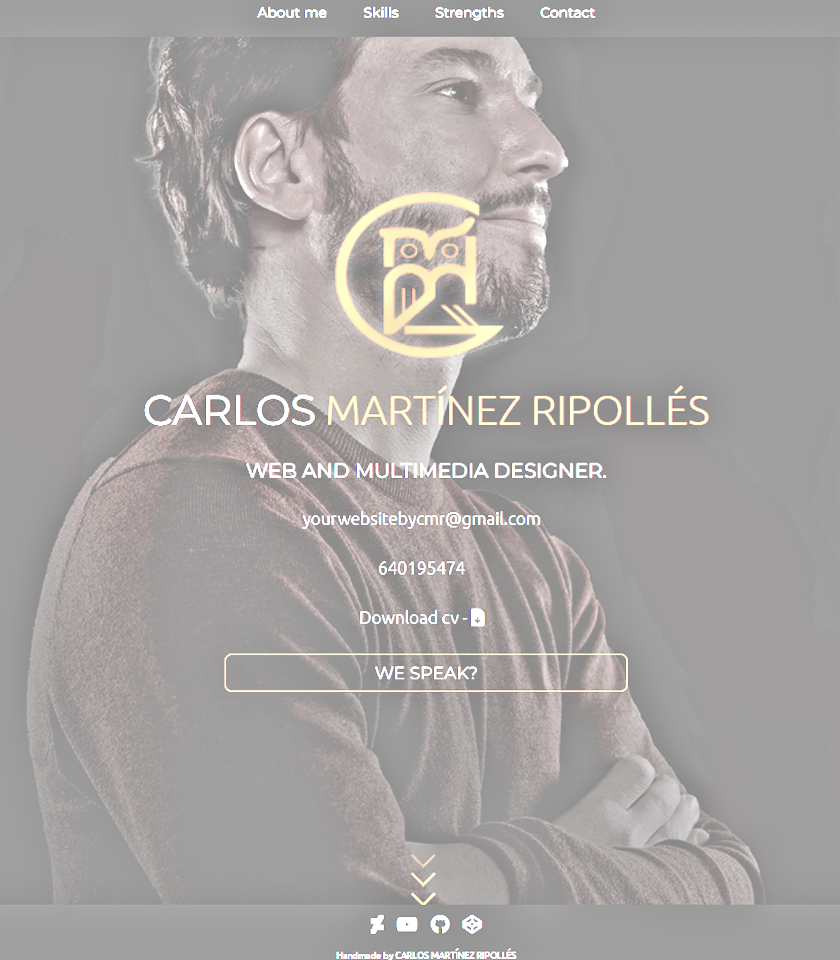 About me Skills Strengths Contact
CARLOS MARTÍNEZ RIPOLLÉS
WEB AND MULTIMEDIA DESIGNER.
yourwebsitebycmr@gmail.com
640195474
Download cv -
WE SPEAK?
Handmade by CARLOS MARTÍNEZ RIPOLLÉS